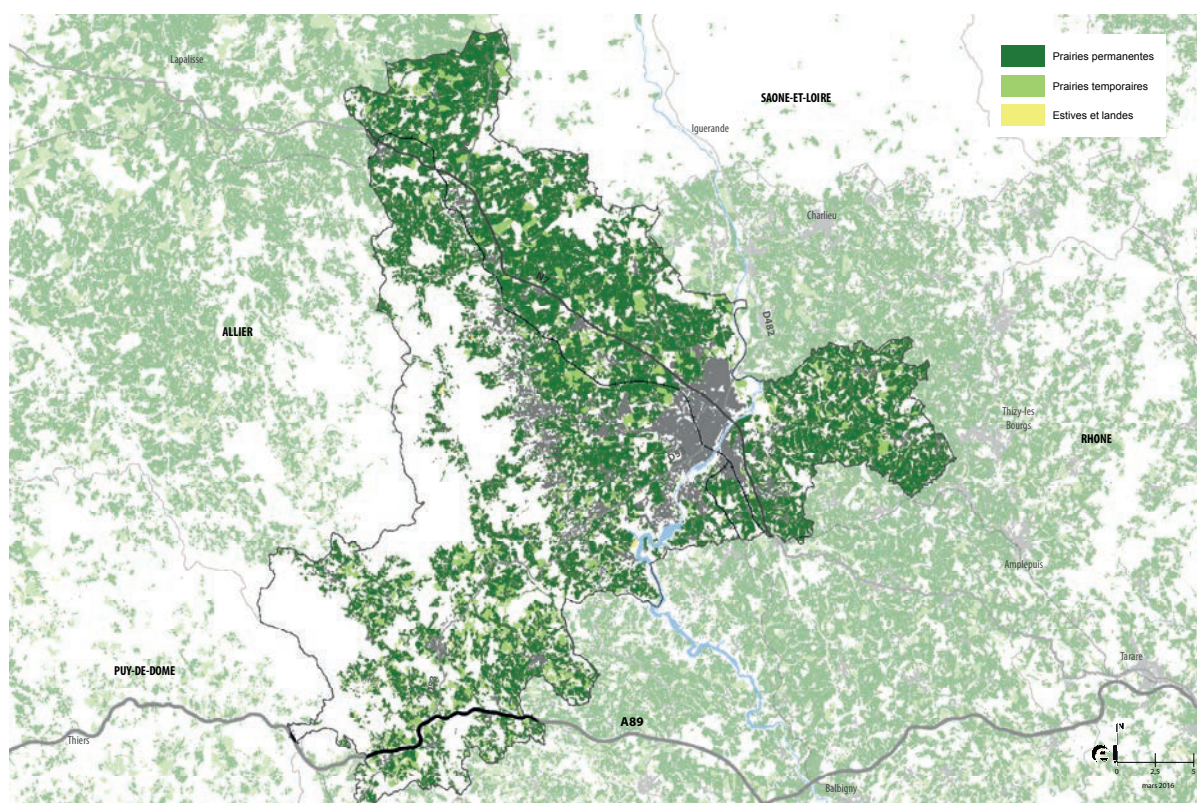 Lapalisse
Prairies permanentes
Prairies temporaires
Estives et landes
SAONE-ET-LOIRE
Iguerande
Charlieu
N7
D482
ALLIER
Thizy-les
Bourgs
RHONE
Amplepuis
PUY-DE-DOME
Tarare
A89
Thiers
N
0 2,5 5
mars 2016
Balbigny